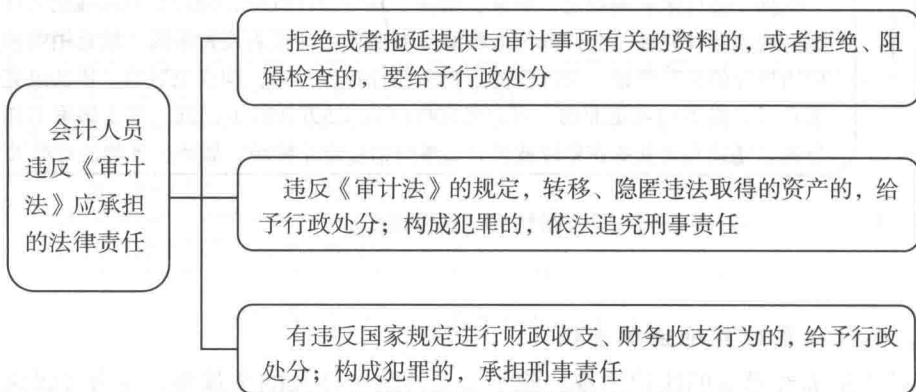 会计人员
违反《审计
法》应承担
的法律责任
拒绝或者拖延提供与审计事项有关的资料的，或者拒绝、阻
碍检查的，要给予行政处分
违反《审计法》的规定，转移、隐匿违法取得的资产的，给
予行政处分；构成犯罪的，依法追究刑事责任
有违反国家规定进行财政收支、财务收支行为的，给予行政
处分；构成犯罪的，承担刑事责任